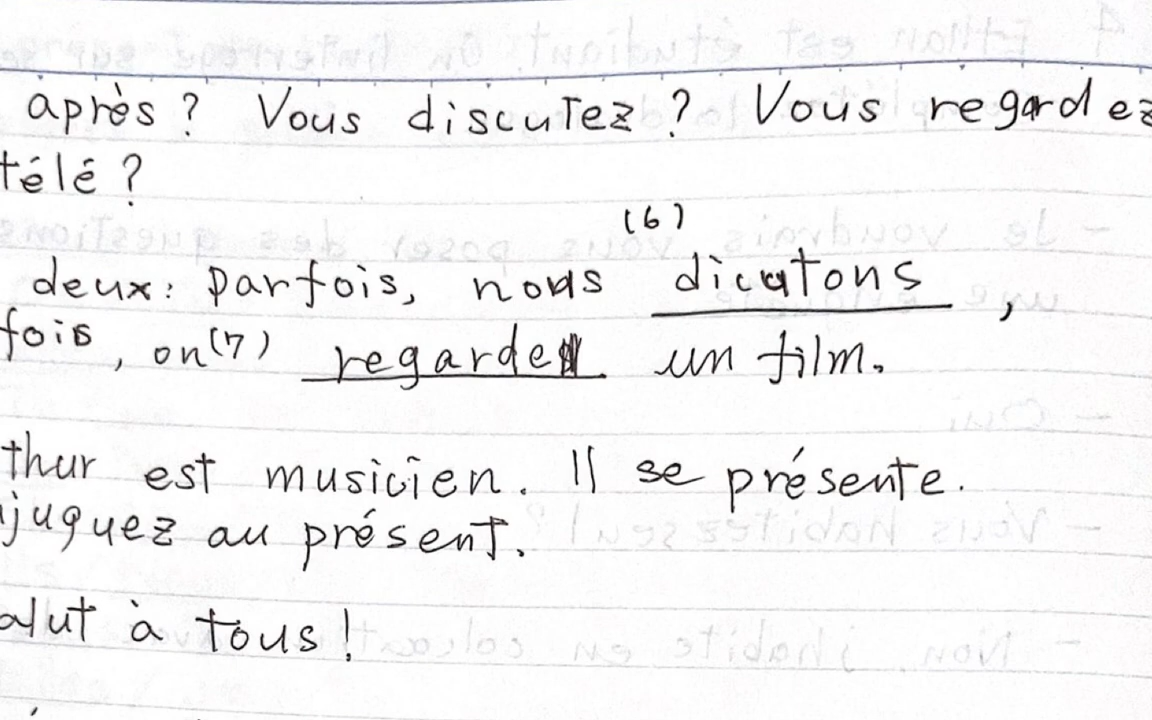 après? Vous discutez? Vous regardez
télé?
(6)
deux: parfois, nous dicutons,
fois, on (7) regarde un film.
thur est musicien. Il se présente.
juguez au présent.
alut à tous!